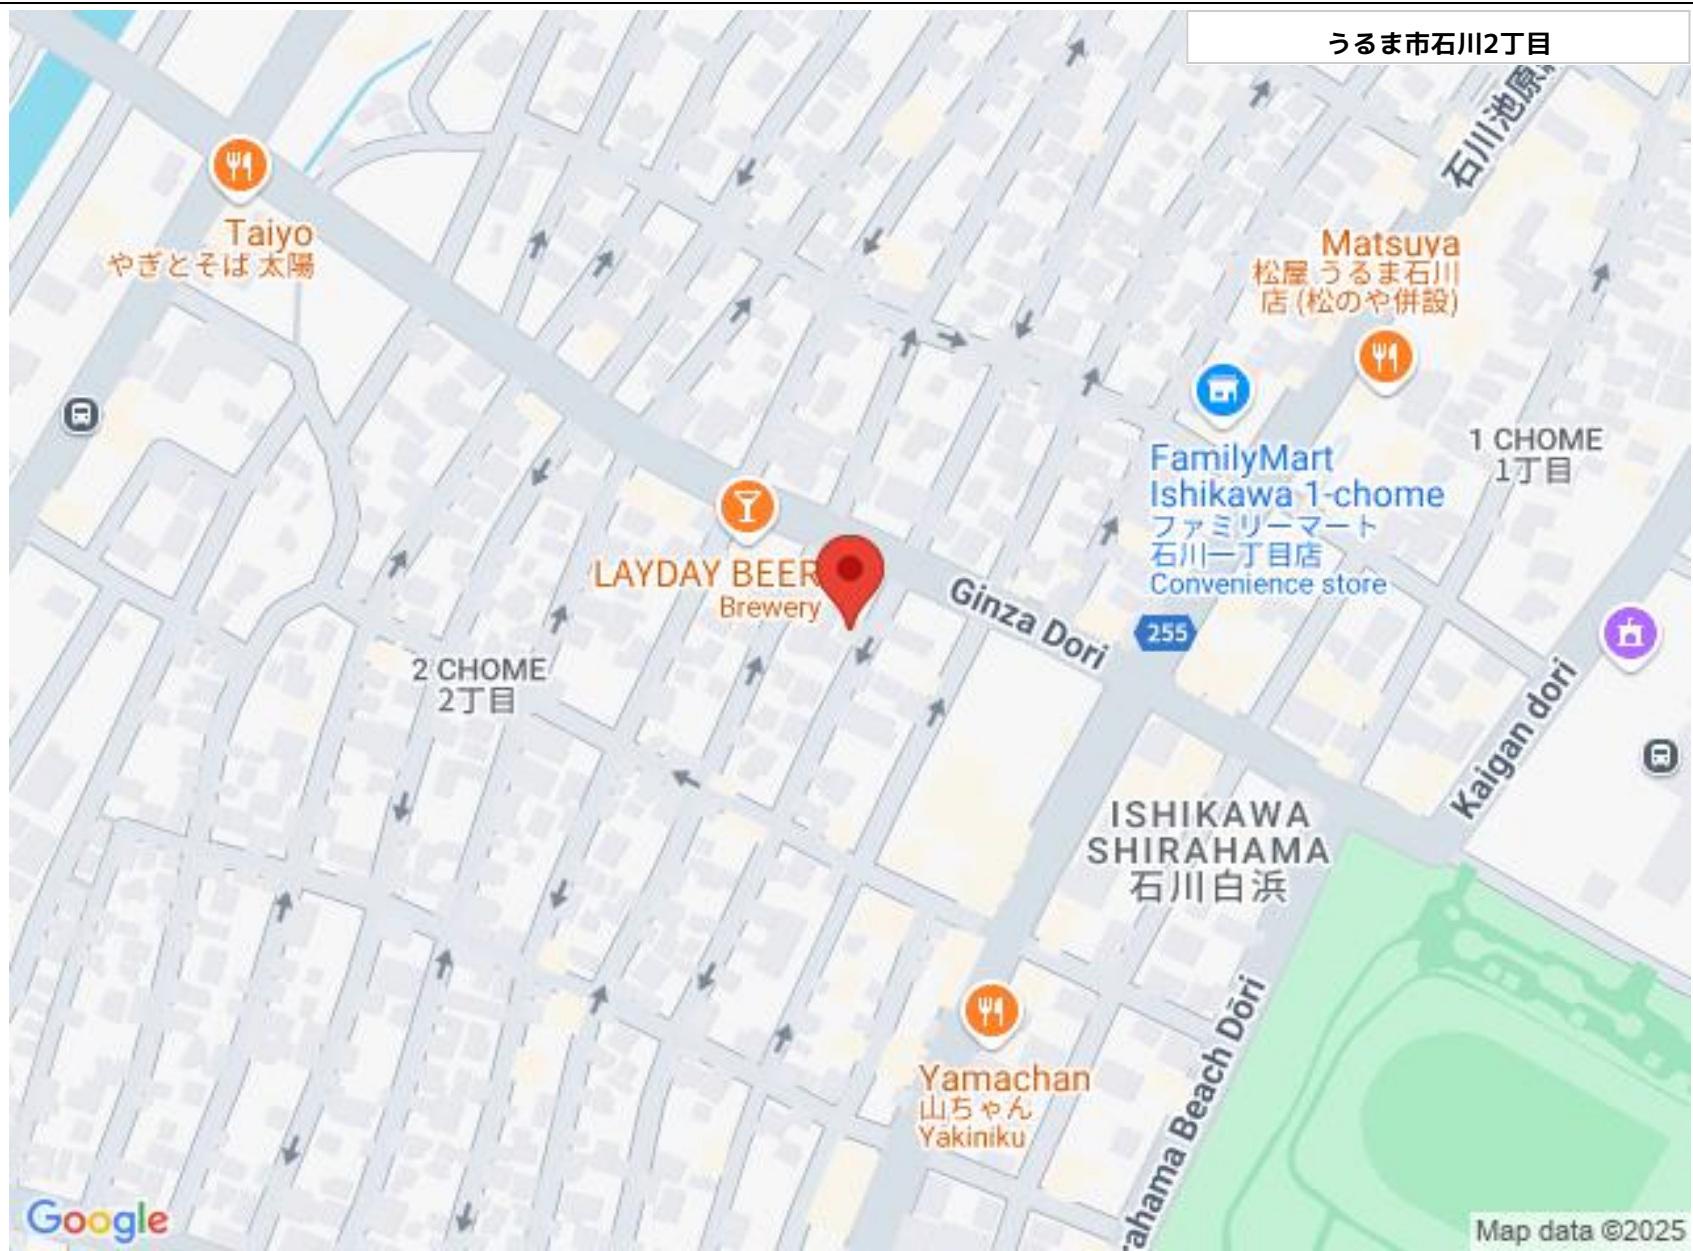 うるま市石川2丁目
石川池原
Taiyo
やぎとそば 太陽
Matsuya
松屋 うるま石川
店 (松のや併設)
1 CHOME
1丁目
FamilyMart
Ishikawa 1-chome
ファミリーマート
石川一丁目店
Convenience store
LAYDAY BEER
Brewery
Ginza Dori
255
2 CHOME
2丁目
Kaigan dori
ISHIKAWA
SHIRAHAMA
石川白浜
Yamachan
山ちゃん
Yakiniku
rahama Beach Dōri
Google
Map data ©2025